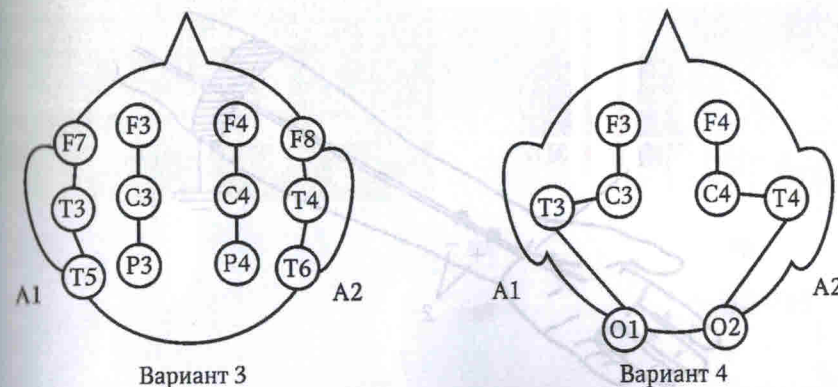 F7 F3 F4 F8
T3 C3 C4 T4
T5 P3 P4 T6
A1 A2
Вариант 3
F3 F4
T3 C3 C4 T4
A1 A2
O1 O2
Вариант 4